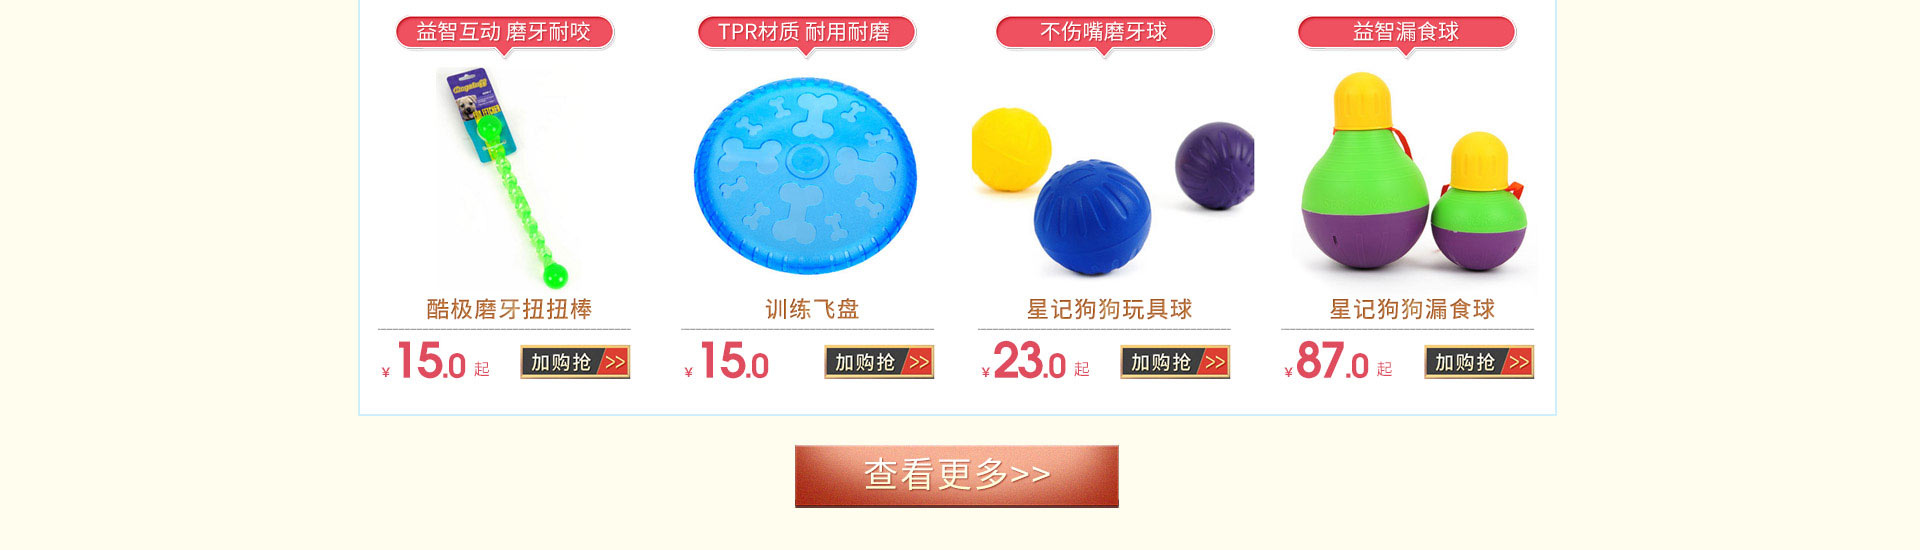 益智互动 磨牙耐咬
TPR材质 耐用耐磨
不伤嘴磨牙球
益智漏食球
酷极磨牙扭扭棒
训练飞盘
星记狗狗玩具球
星记狗狗漏食球
¥15.0 起
加购抢 >>
¥15.0
加购抢 >>
¥23.0 起
加购抢 >>
¥87.0 起
加购抢 >>
查看更多>>